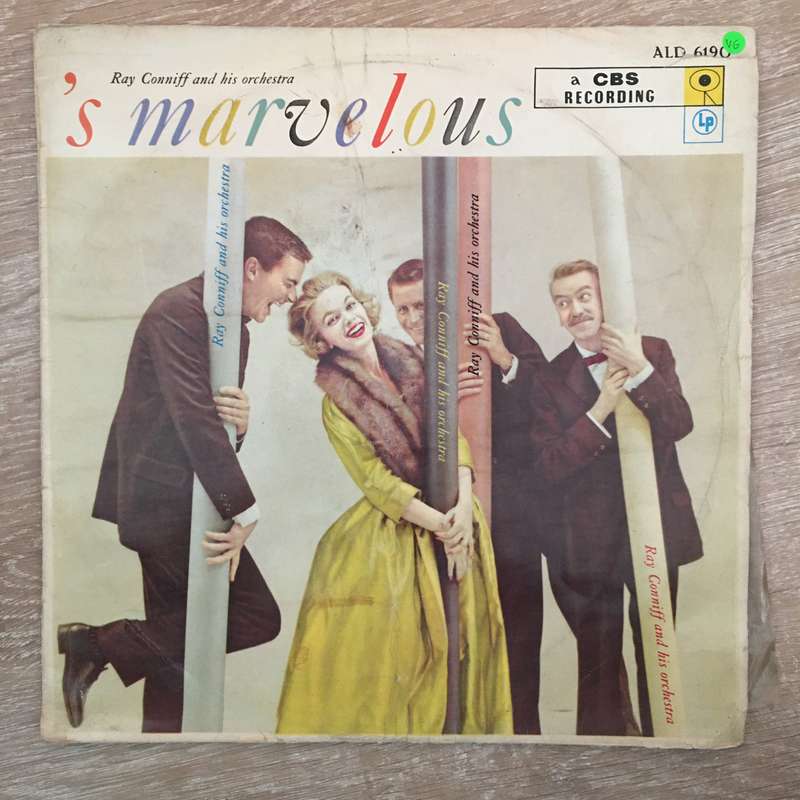 VG
ALD 6190
Ray Conniff and his orchestra
's marvelous
a CBS
RECORDING
Lp
Ray Conniff and his orchestra
Ray Conniff and his orchestra
Ray Conniff and his orchestra
Ray Conniff and his orchestra